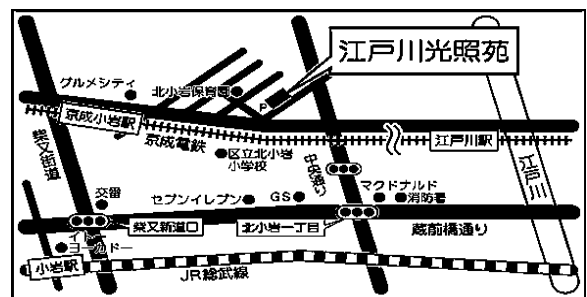 江戸川光照苑
グルメシティ
北小岩保育園
P
京成小岩駅
京成電鉄
江戸川駅
柴又街道
区立北小岩
小学校
中央通り
江戸川
交番
セブンイレブン
GS
マクドナルド
消防署
柴又新道口
北小岩一丁目
蔵前橋通り
イトー
ヨーカドー
小岩駅
JR総武線